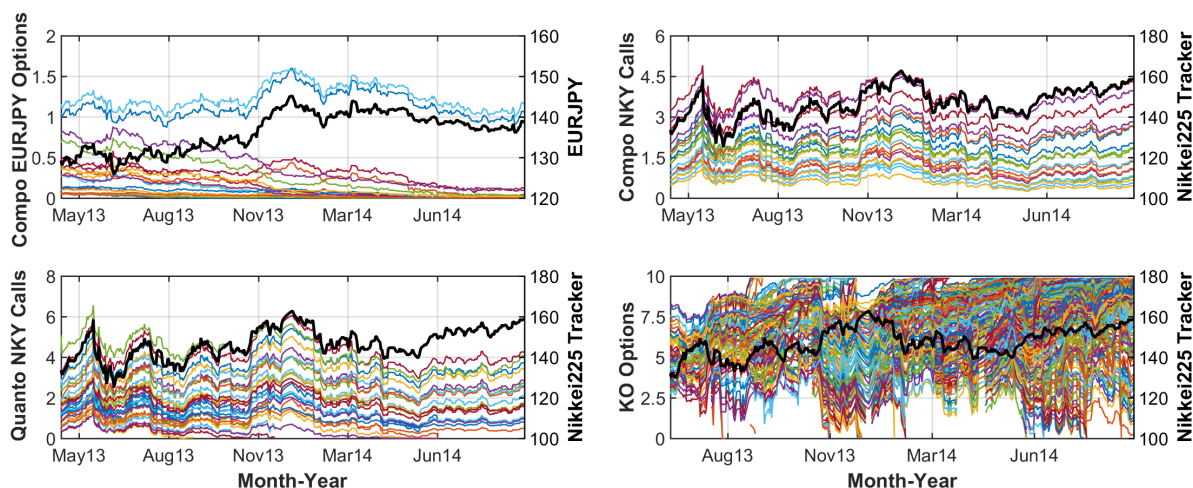 Compo EURJPY Options
2
1.5
1
0.5
0
160
150
140
130
120
EURJPY
May13 Aug13 Nov13 Mar14 Jun14
Compo NKY Calls
6
4.5
3
1.5
0
180
160
140
120
100
Nikkei225 Tracker
May13 Aug13 Nov13 Mar14 Jun14
Quanto NKY Calls
8
6
4
2
0
180
160
140
120
100
Nikkei225 Tracker
May13 Aug13 Nov13 Mar14 Jun14
Month-Year
KO Options
10
7.5
5
2.5
0
180
160
140
120
100
Nikkei225 Tracker
Aug13 Nov13 Mar14 Jun14
Month-Year